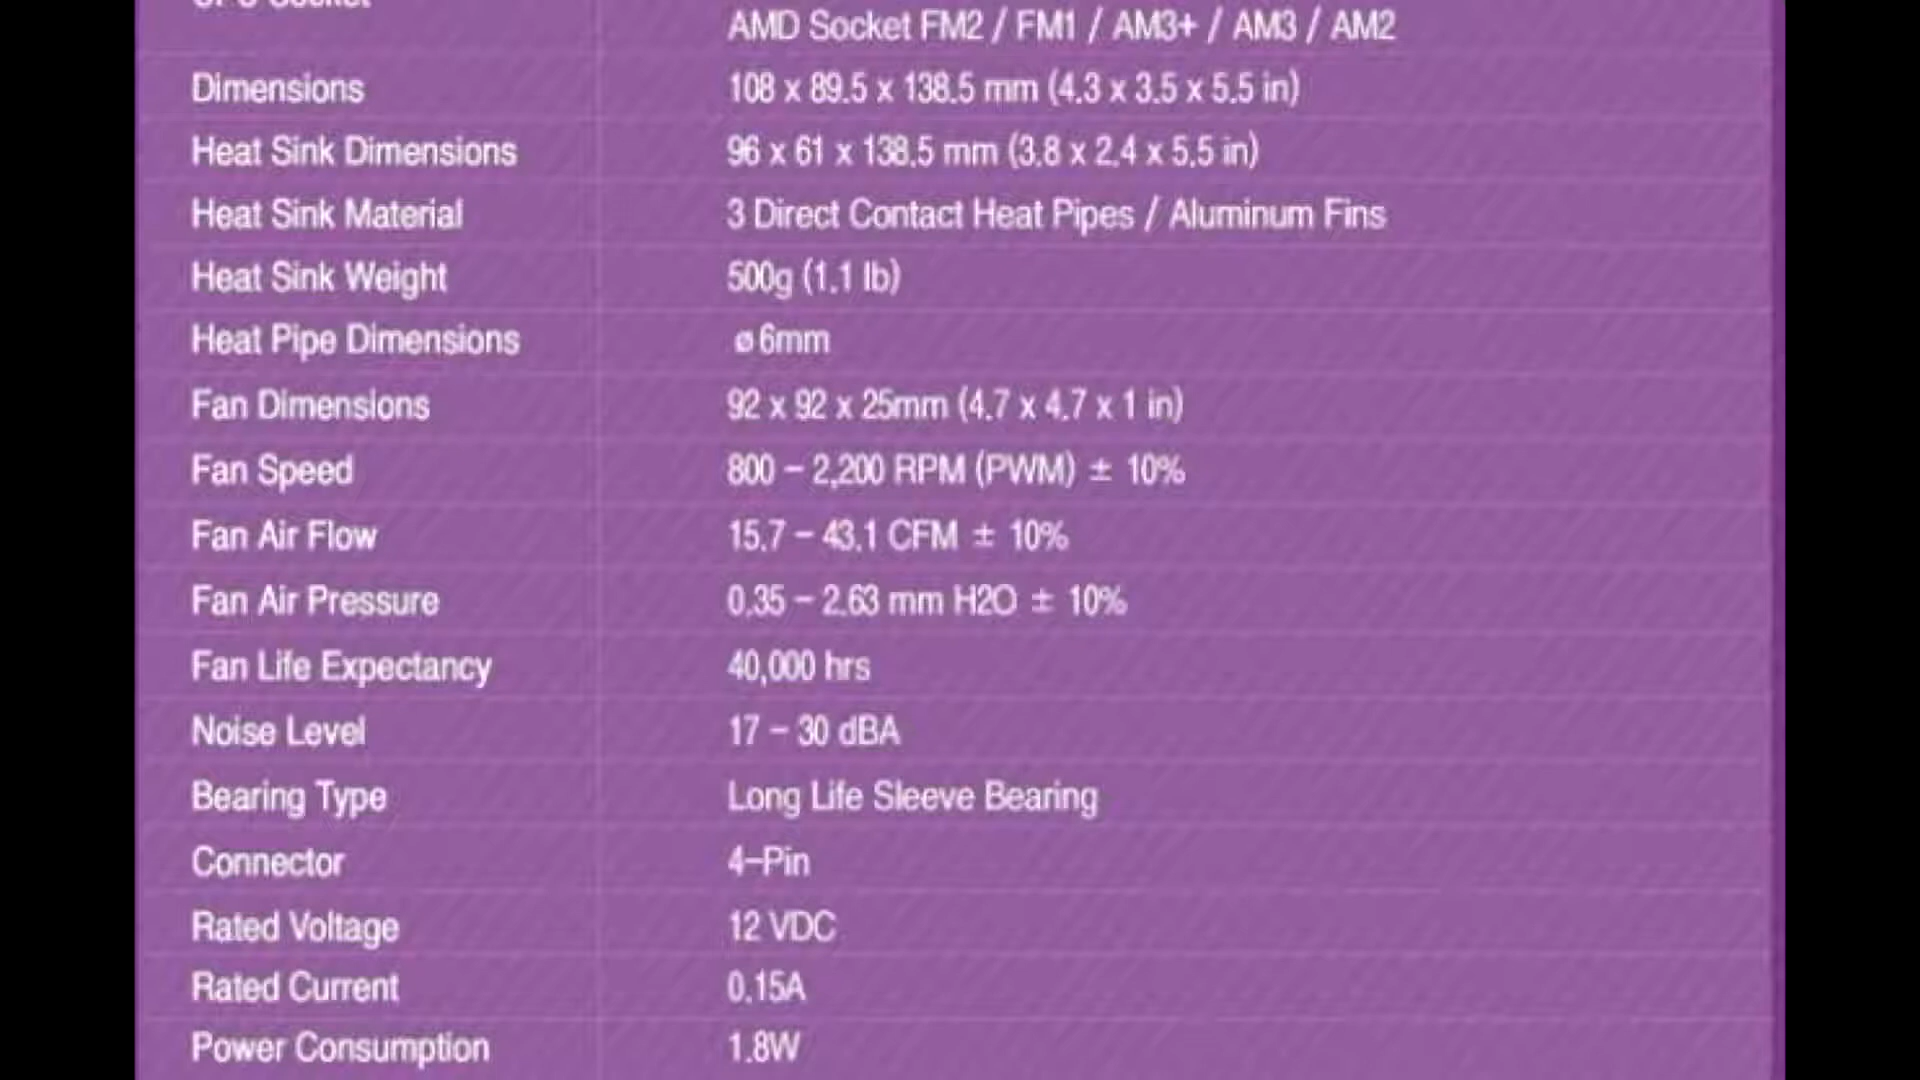 CPU Socket
AMD Socket FM2 / FM1 / AM3+ / AM3 / AM2
Dimensions
108 x 89.5 x 138.5 mm (4.3 x 3.5 x 5.5 in)
Heat Sink Dimensions
96 x 61 x 138.5 mm (3.8 x 2.4 x 5.5 in)
Heat Sink Material
3 Direct Contact Heat Pipes / Aluminum Fins
Heat Sink Weight
500g (1.1 lb)
Heat Pipe Dimensions
ø6mm
Fan Dimensions
92 x 92 x 25mm (4.7 x 4.7 x 1 in)
Fan Speed
800 – 2,200 RPM (PWM) ± 10%
Fan Air Flow
15.7 – 43.1 CFM ± 10%
Fan Air Pressure
0.35 – 2.63 mm H2O ± 10%
Fan Life Expectancy
40,000 hrs
Noise Level
17 – 30 dBA
Bearing Type
Long Life Sleeve Bearing
Connector
4-Pin
Rated Voltage
12 VDC
Rated Current
0.15A
Power Consumption
1.8W